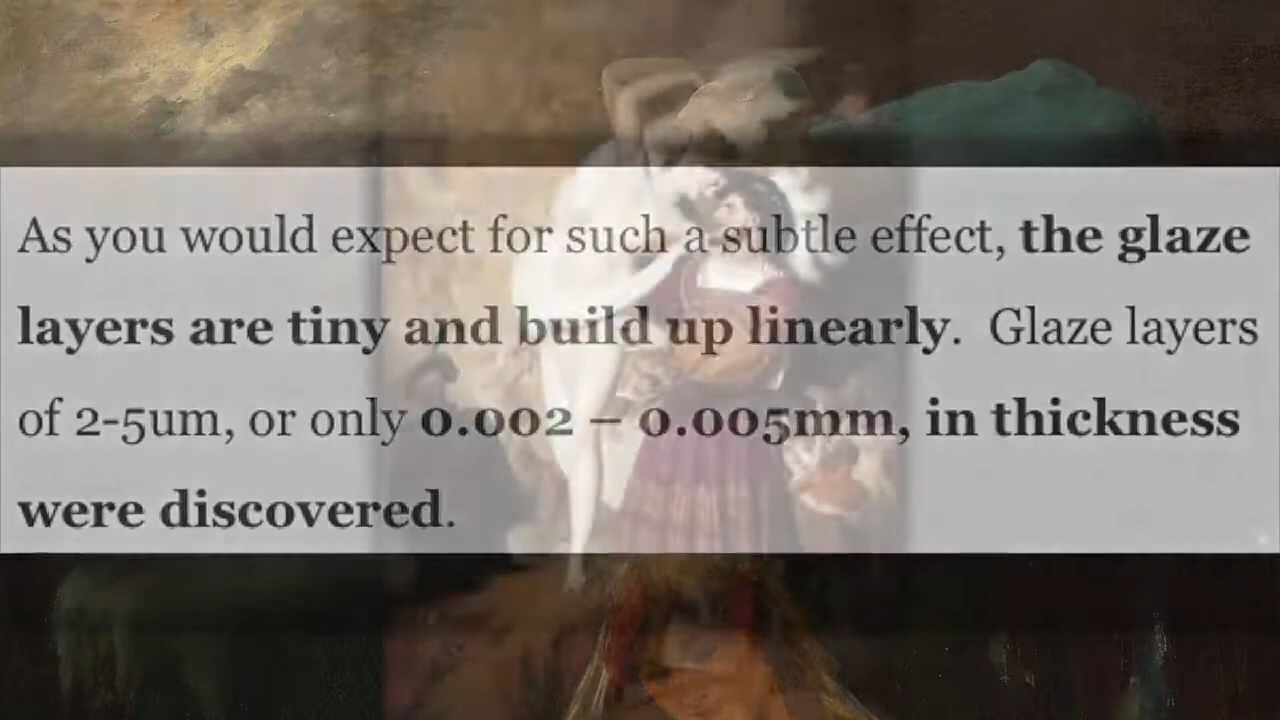 As you would expect for such a subtle effect, the glaze
layers are tiny and build up linearly.  Glaze layers
of 2-5um, or only 0.002 – 0.005mm, in thickness
were discovered.